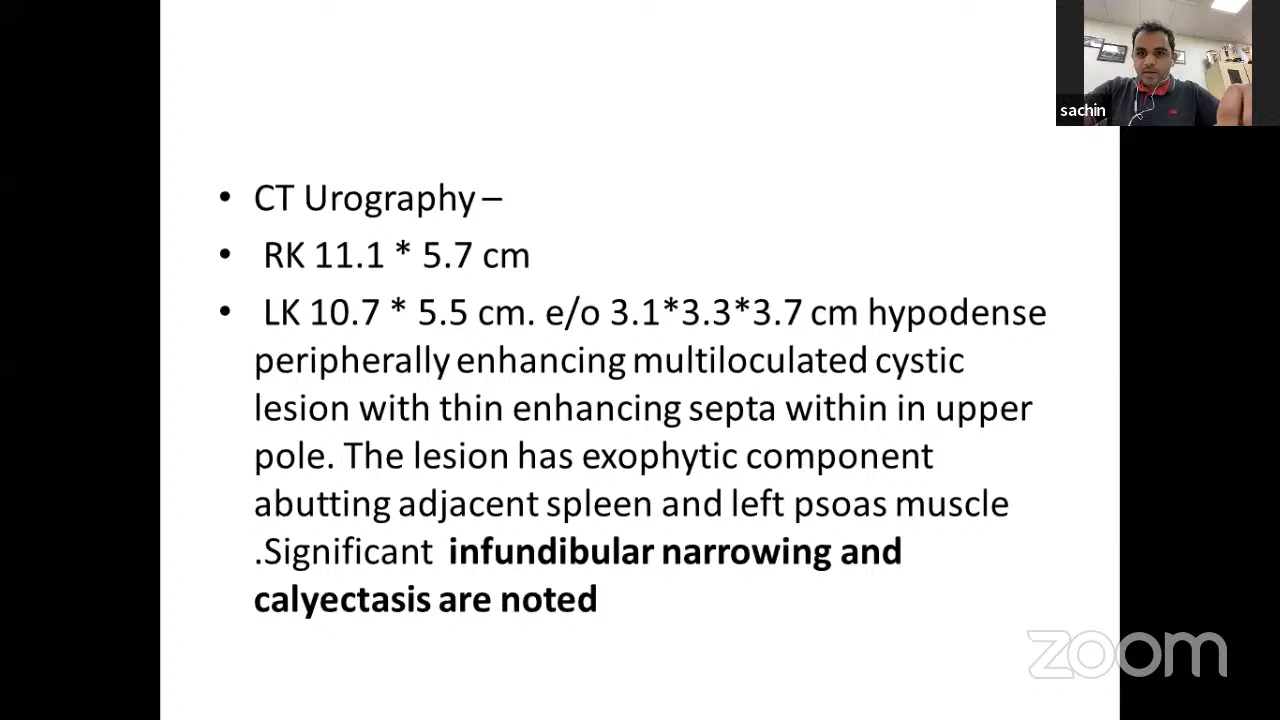 sachin
• CT Urography –
• RK 11.1 * 5.7 cm
• LK 10.7 * 5.5 cm. e/o 3.1*3.3*3.7 cm hypodense
peripherally enhancing multiloculated cystic
lesion with thin enhancing septa within in upper
pole. The lesion has exophytic component
abutting adjacent spleen and left psoas muscle
.Significant infundibular narrowing and
calyectasis are noted
zoom